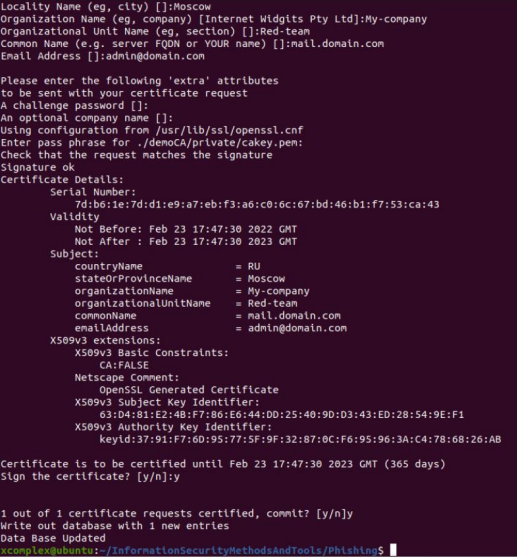 Locality Name (eg, city) []:Moscow
Organization Name (eg, company) [Internet Widgits Pty Ltd]:My-company
Organizational Unit Name (eg, section) []:Red-team
Common Name (e.g. server FQDN or YOUR name) []:mail.domain.com
Email Address []:admin@domain.com
Please enter the following 'extra' attributes
to be sent with your certificate request
A challenge password []:
An optional company name []:
Using configuration from /usr/lib/ssl/openssl.cnf
Enter pass phrase for ./demoCA/private/cakey.pem:
Check that the request matches the signature
Signature ok
Certificate Details:
Serial Number:
7d:b6:1e:7d:d1:e9:a7:eb:f3:a6:c0:6c:67:bd:46:b1:f7:53:ca:43
Validity
Not Before: Feb 23 17:47:30 2022 GMT
Not After : Feb 23 17:47:30 2023 GMT
Subject:
countryName = RU
stateOrProvinceName = Moscow
organizationName = My-company
organizationalUnitName = Red-team
commonName = mail.domain.com
emailAddress = admin@domain.com
X509v3 extensions:
X509v3 Basic Constraints:
CA:FALSE
Netscape Comment:
OpenSSL Generated Certificate
X509v3 Subject Key Identifier:
63:D4:81:E2:4B:F7:86:E6:44:DD:25:40:9D:D3:43:ED:28:54:9E:F1
X509v3 Authority Key Identifier:
keyid:37:91:F7:6D:95:77:5F:9F:32:87:0C:F6:95:96:3A:C4:78:68:26:AB
Certificate is to be certified until Feb 23 17:47:30 2023 GMT (365 days)
Sign the certificate? [y/n]:y
1 out of 1 certificate requests certified, commit? [y/n]y
Write out database with 1 new entries
Data Base Updated
xcomplex@ubuntu:~/InformationSecurityMethodsAndTools/Phishing$